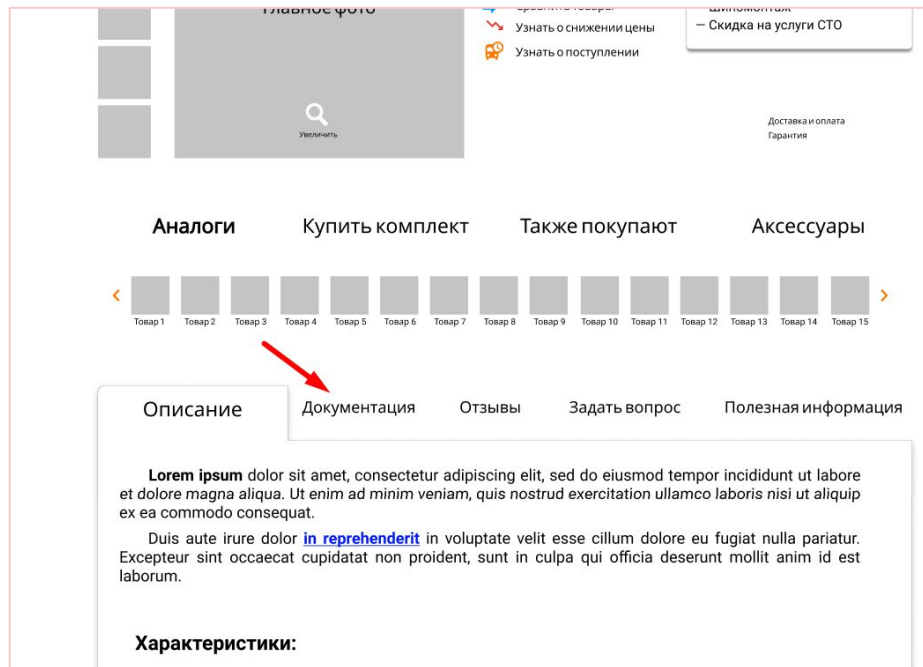 Главное фото
Сравнить товары
Узнать о снижении цены
Узнать о поступлении
Шиномонтаж
— Скидка на услуги СТО
Увеличить
Доставка и оплата
Гарантия
Аналоги Купить комплект Также покупают Аксессуары
Товар 1 Товар 2 Товар 3 Товар 4 Товар 5 Товар 6 Товар 7 Товар 8 Товар 9 Товар 10 Товар 11 Товар 12 Товар 13 Товар 14 Товар 15
Описание Документация Отзывы Задать вопрос Полезная информация
Lorem ipsum dolor sit amet, consectetur adipiscing elit, sed do eiusmod tempor incididunt ut labore
et dolore magna aliqua. Ut enim ad minim veniam, quis nostrud exercitation ullamco laboris nisi ut aliquip
ex ea commodo consequat.
Duis aute irure dolor in reprehenderit in voluptate velit esse cillum dolore eu fugiat nulla pariatur.
Excepteur sint occaecat cupidatat non proident, sunt in culpa qui officia deserunt mollit anim id est
laborum.
Характеристики: